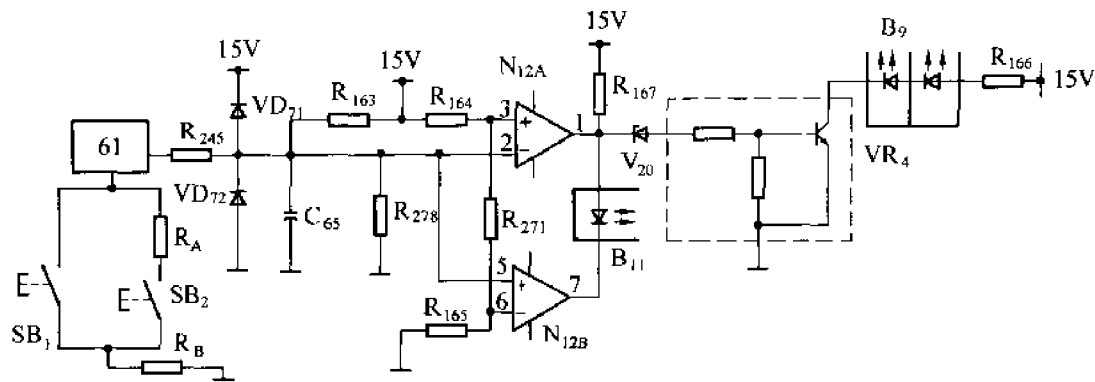 15V
B9
R166
15V
15V
15V
N12A
R163
R164
R167
VD71
3
+
1
2
−
61
R245
V20
VR4
VD72
C65
R278
R271
RA
B11
5
+
7
6
−
SB2
E
E
SB1
R165
N12B
RB